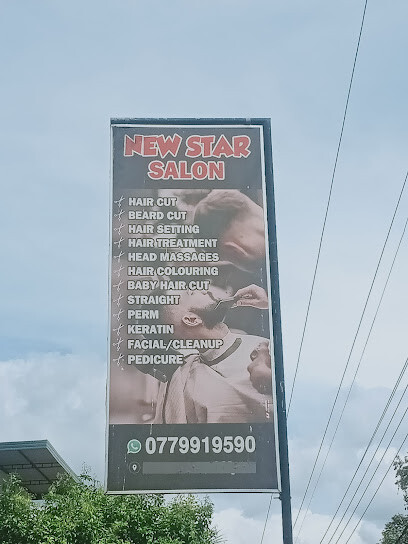 NEW STAR
SALON
HAIR CUT
BEARD CUT
HAIR SETTING
HAIR TREATMENT
HEAD MASSAGES
HAIR COLOURING
BABY HAIR CUT
STRAIGHT
PERM
KERATIN
FACIAL/CLEANUP
PEDICURE
0779919590